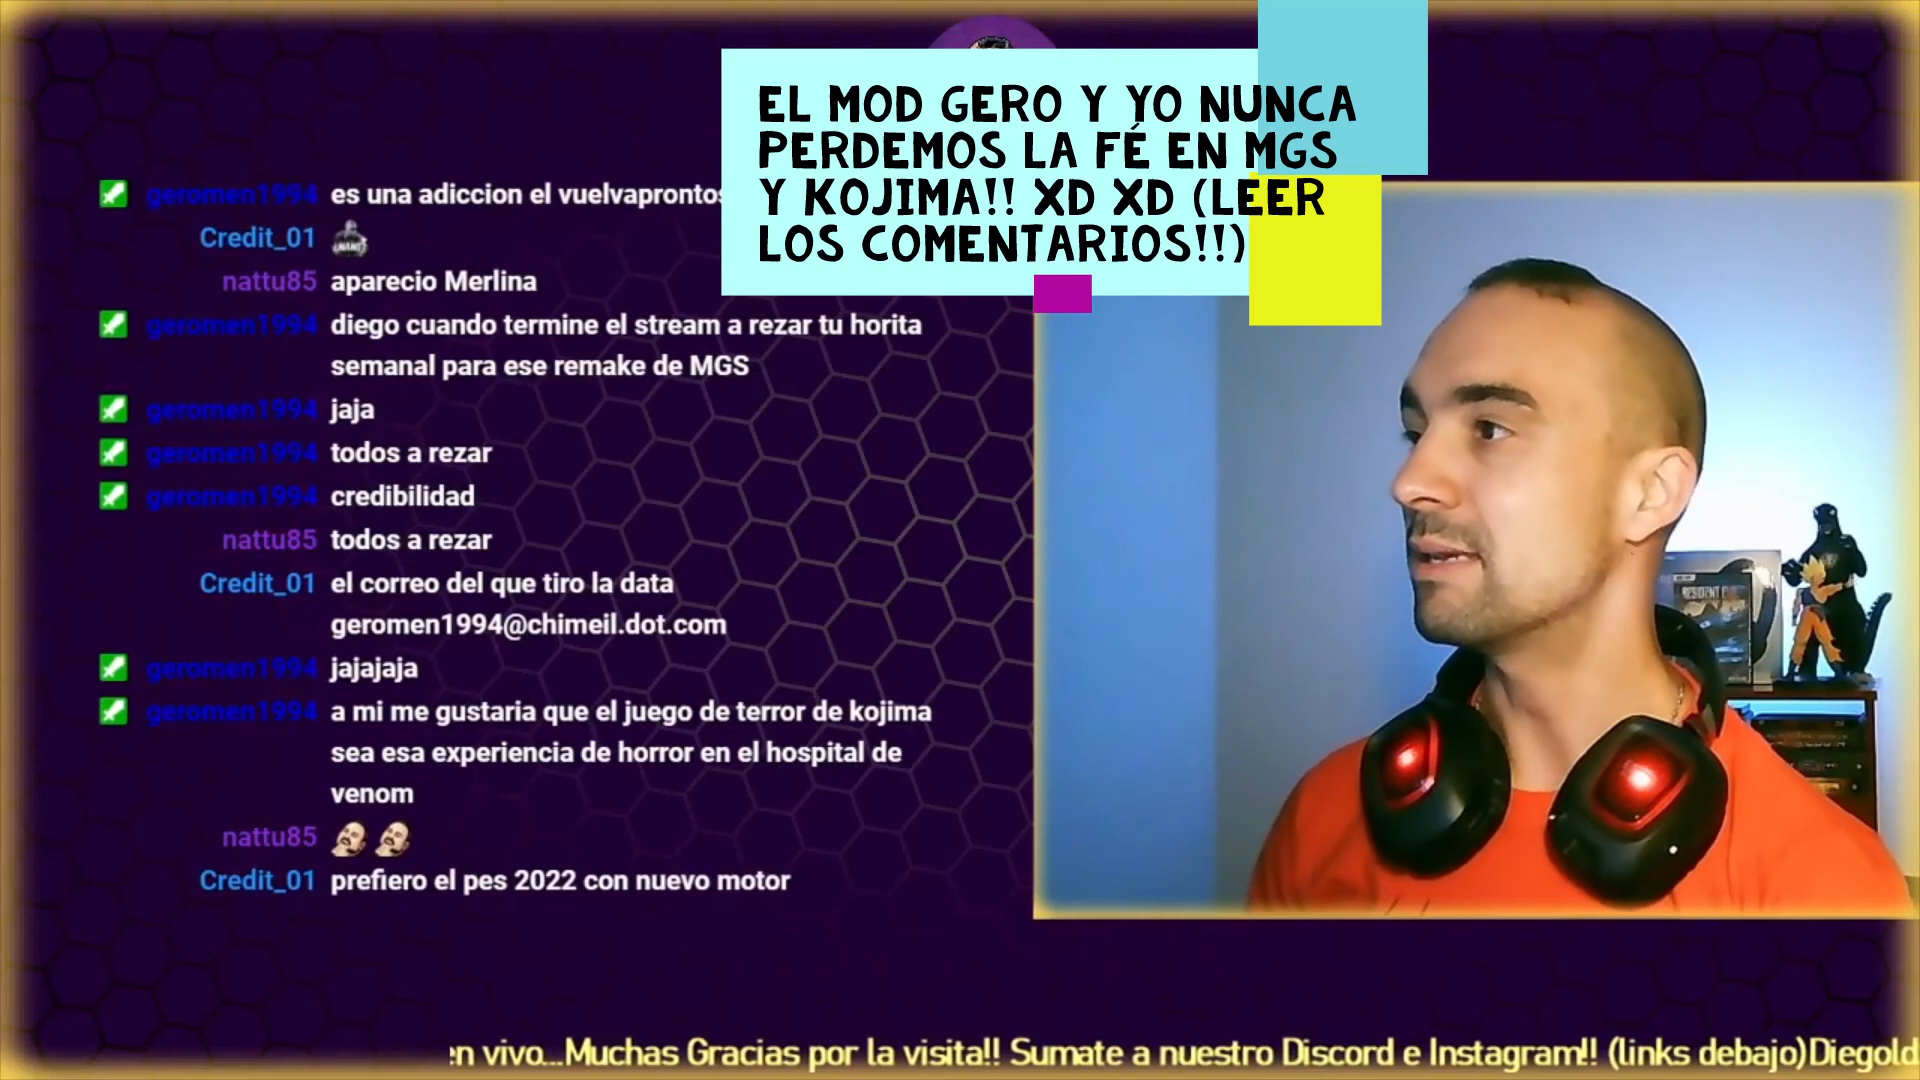 EL MOD GERO Y YO NUNCA
PERDEMOS LA FÉ EN MGS
Y KOJIMA!! XD XD (LEER
LOS COMENTARIOS!!)
geromen1994 es una adiccion el vuelvaprontos
Credit_01
nattu85 aparecio Merlina
geromen1994 diego cuando termine el stream a rezar tu horita
semanal para ese remake de MGS
geromen1994 jaja
geromen1994 todos a rezar
geromen1994 credibilidad
nattu85 todos a rezar
Credit_01 el correo del que tiro la data
geromen1994@chimeil.dot.com
geromen1994 jajajaja
geromen1994 a mi me gustaria que el juego de terror de kojima
sea esa experiencia de horror en el hospital de
venom
nattu85
Credit_01 prefiero el pes 2022 con nuevo motor
en vivo...Muchas Gracias por la visita!! Sumate a nuestro Discord e Instagram!! (links debajo)Diegold